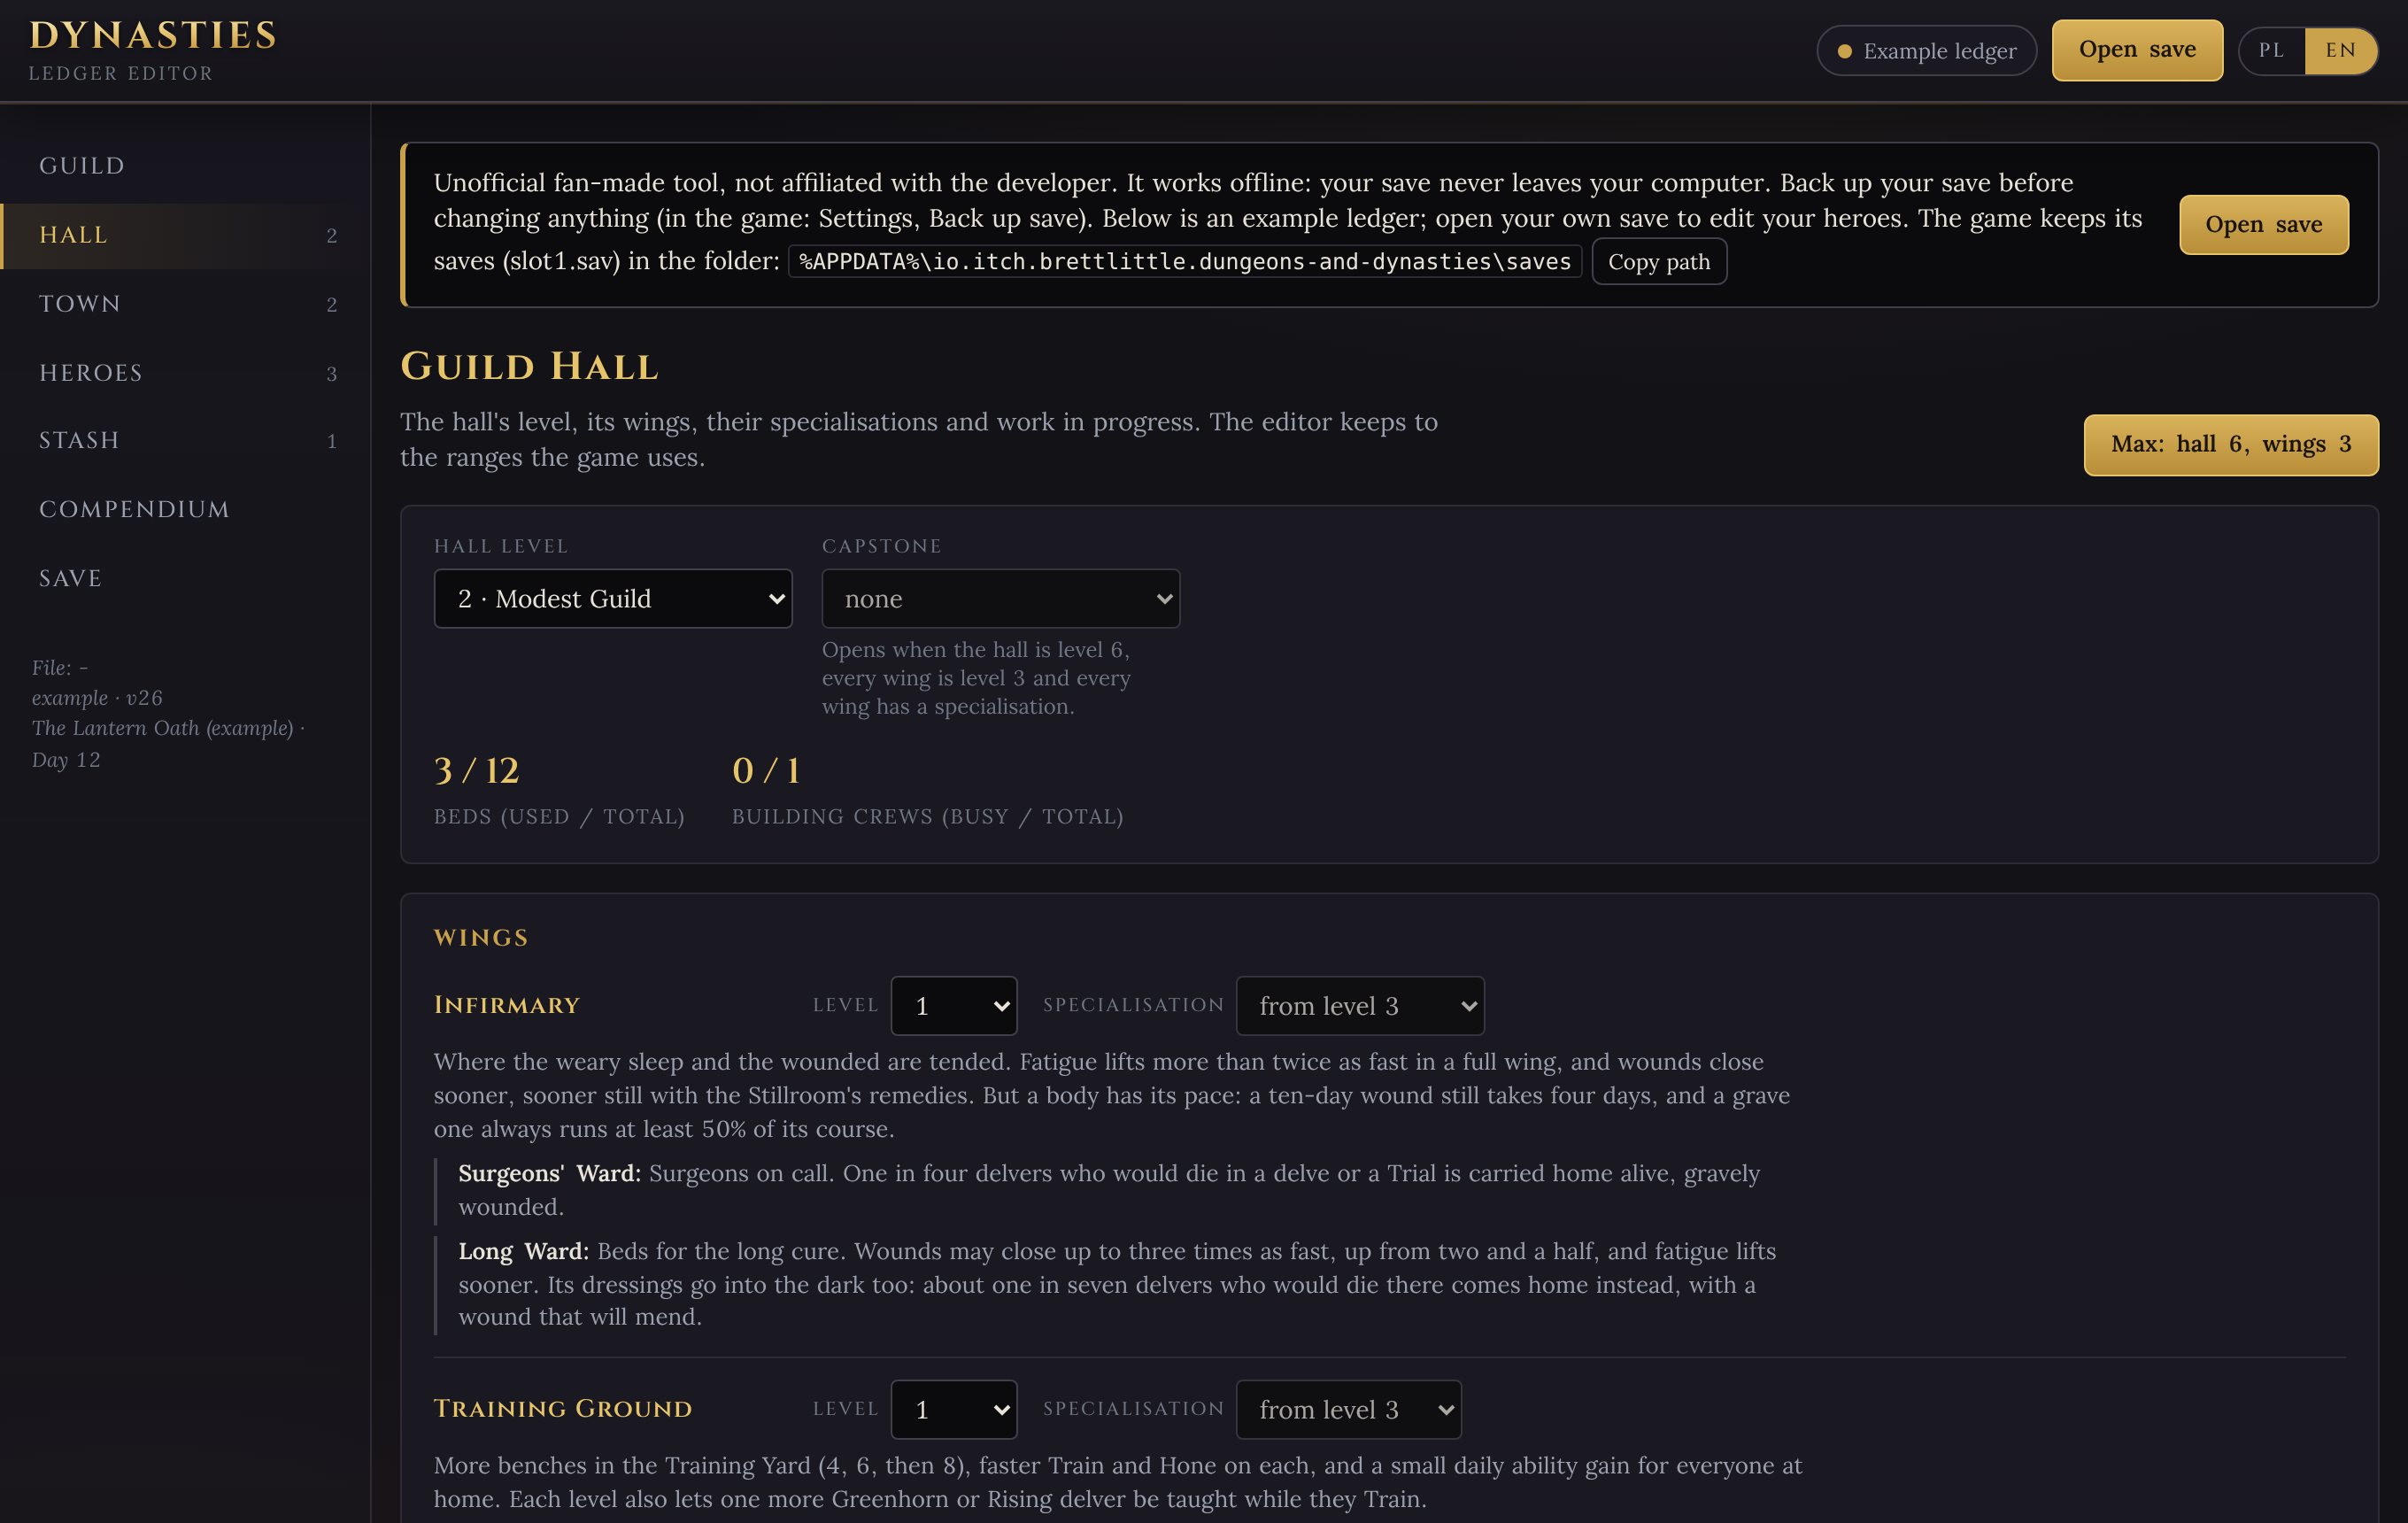 DYNASTIES
LEDGER EDITOR
Example ledger
Open save
PL
EN
GUILD
HALL 2
TOWN 2
HEROES 3
STASH 1
COMPENDIUM
SAVE
File: -
example · v26
The Lantern Oath (example) ·
Day 12
Unofficial fan-made tool, not affiliated with the developer. It works offline: your save never leaves your computer. Back up your save before
changing anything (in the game: Settings, Back up save). Below is an example ledger; open your own save to edit your heroes. The game keeps its
saves (slot1.sav) in the folder: %APPDATA%\io.itch.brettlittle.dungeons-and-dynasties\saves Copy path
Open save
Guild Hall
The hall's level, its wings, their specialisations and work in progress. The editor keeps to
the ranges the game uses.
Max: hall 6, wings 3
HALL LEVEL
2 · Modest Guild
CAPSTONE
none
Opens when the hall is level 6,
every wing is level 3 and every
wing has a specialisation.
3 / 12
BEDS (USED / TOTAL)
0 / 1
BUILDING CREWS (BUSY / TOTAL)
WINGS
Infirmary LEVEL 1 SPECIALISATION from level 3
Where the weary sleep and the wounded are tended. Fatigue lifts more than twice as fast in a full wing, and wounds close
sooner, sooner still with the Stillroom's remedies. But a body has its pace: a ten-day wound still takes four days, and a grave
one always runs at least 50% of its course.
Surgeons' Ward: Surgeons on call. One in four delvers who would die in a delve or a Trial is carried home alive, gravely
wounded.
Long Ward: Beds for the long cure. Wounds may close up to three times as fast, up from two and a half, and fatigue lifts
sooner. Its dressings go into the dark too: about one in seven delvers who would die there comes home instead, with a
wound that will mend.
Training Ground LEVEL 1 SPECIALISATION from level 3
More benches in the Training Yard (4, 6, then 8), faster Train and Hone on each, and a small daily ability gain for everyone at
home. Each level also lets one more Greenhorn or Rising delver be taught while they Train.